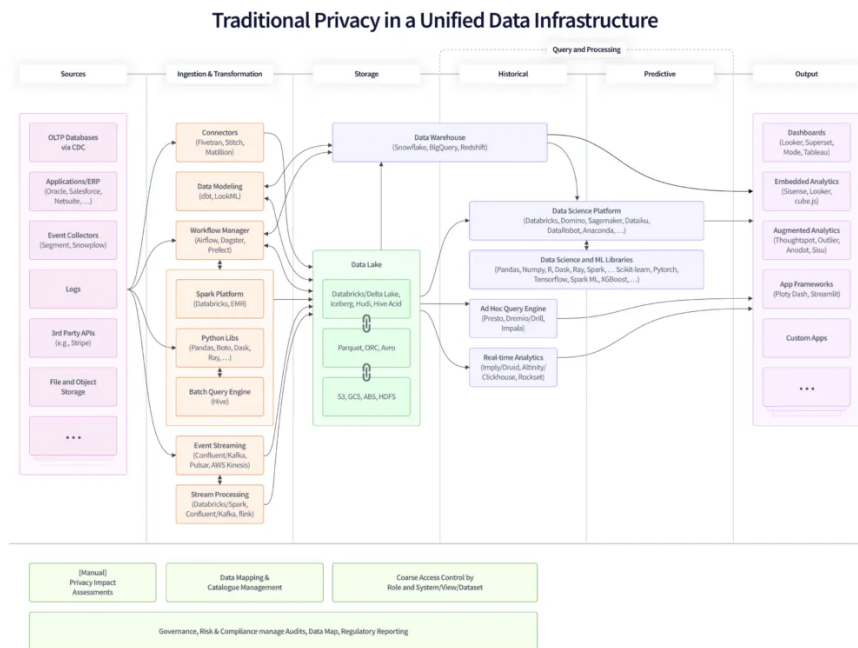 Traditional Privacy in a Unified Data Infrastructure
Query and Processing
Sources
Ingestion & Transformation
Storage
Historical
Predictive
Output
OLTP Databases
via CDC
Applications/ERP
(Oracle, Salesforce,
Netsuite, …)
Event Collectors
(Segment, Snowplow)
Logs
3rd Party APIs
(e.g., Stripe)
File and Object
Storage
...
Connectors
(Fivetran, Stitch,
Matillion)
Data Modeling
(dbt, LookML)
Workflow Manager
(Airflow, Dagster,
Prefect)
Spark Platform
(Databricks, EMR)
Python Libs
(Pandas, Boto, Dask,
Ray, …)
Batch Query Engine
(Hive)
Event Streaming
(Confluent/Kafka,
Pulsar, AWS Kinesis)
Stream Processing
(Databricks/Spark,
Confluent/Kafka, flink)
Data Lake
Databricks/Delta Lake,
Iceberg, Hudi, Hive Acid
Parquet, ORC, Avro
S3, GCS, ABS, HDFS
Data Warehouse
(Snowflake, BigQuery, Redshift)
Data Science Platform
(Databricks, Domino, Sagemaker, Dataiku,
DataRobot, Anaconda, …)
Data Science and ML Libraries
(Pandas, Numpy, R, Dask, Ray, Spark, … Scikit-learn, Pytorch,
Tensorflow, Spark ML, XGBoost, …)
Ad Hoc Query Engine
(Presto, Dremio/Drill,
Impala)
Real-time Analytics
(Imply/Druid, Altinity/
Clickhouse, Rockset)
Dashboards
(Looker, Superset,
Mode, Tableau)
Embedded Analytics
(Sisense, Looker,
cube.js)
Augmented Analytics
(Thoughtspot, Outlier,
Anodot, Sisu)
App Frameworks
(Ploty Dash, Streamlit)
Custom Apps
...
[Manual]
Privacy Impact
Assessments
Data Mapping &
Catalogue Management
Coarse Access Control by
Role and System/View/Dataset
Governance, Risk & Compliance manage Audits, Data Map, Regulatory Reporting